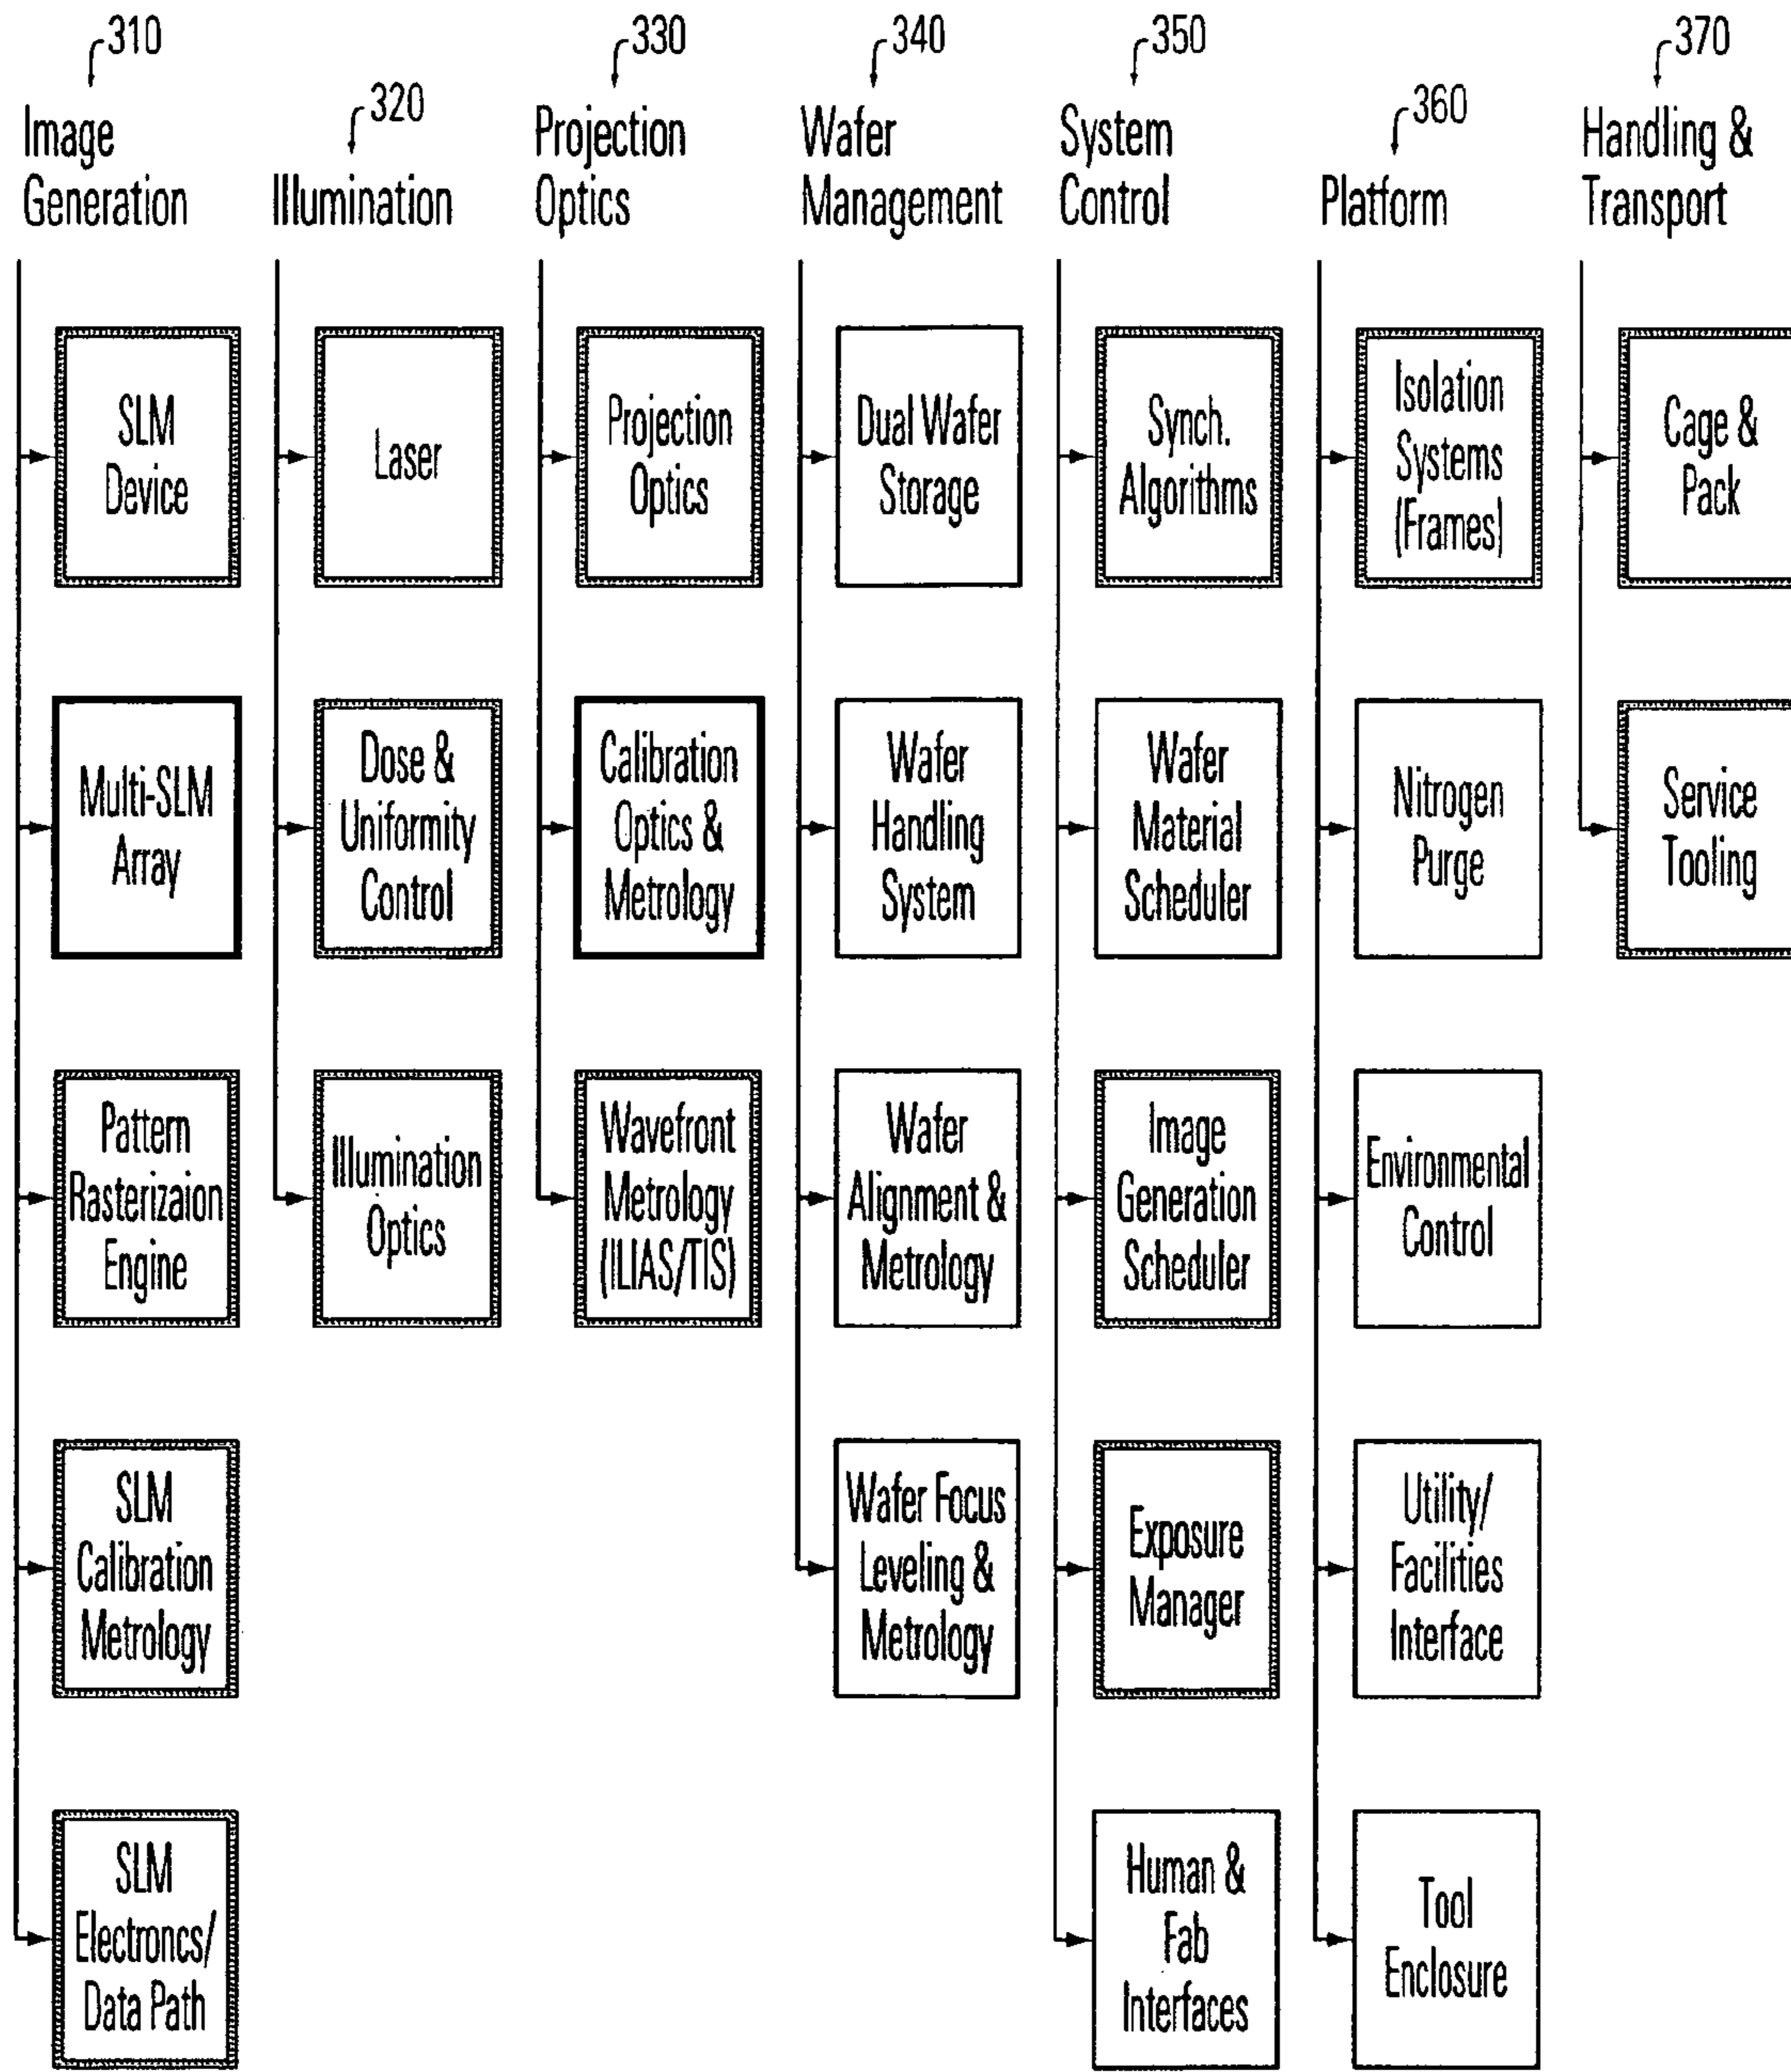 310
Image
Generation
SLM
Device
Multi-SLM
Array
Pattern
Rasterizaion
Engine
SLM
Calibration
Metrology
SLM
Electroncs/
Data Path
320
Illumination
Laser
Dose &
Uniformity
Control
Illumination
Optics
330
Projection
Optics
Projection
Optics
Calibration
Optics &
Metrology
Wavefront
Metrology
(ILIAS/TIS)
340
Wafer
Management
Dual Wafer
Storage
Wafer
Handling
System
Wafer
Alignment &
Metrology
Wafer Focus
Leveling &
Metrology
350
System
Control
Synch.
Algorithms
Wafer
Material
Scheduler
Image
Generation
Scheduler
Exposure
Manager
Human &
Fab
Interfaces
360
Platform
Isolation
Systems
(Frames)
Nitrogen
Purge
Environmental
Control
Utility/
Facilities
Interface
Tool
Enclosure
370
Handling &
Transport
Cage &
Pack
Service
Tooling